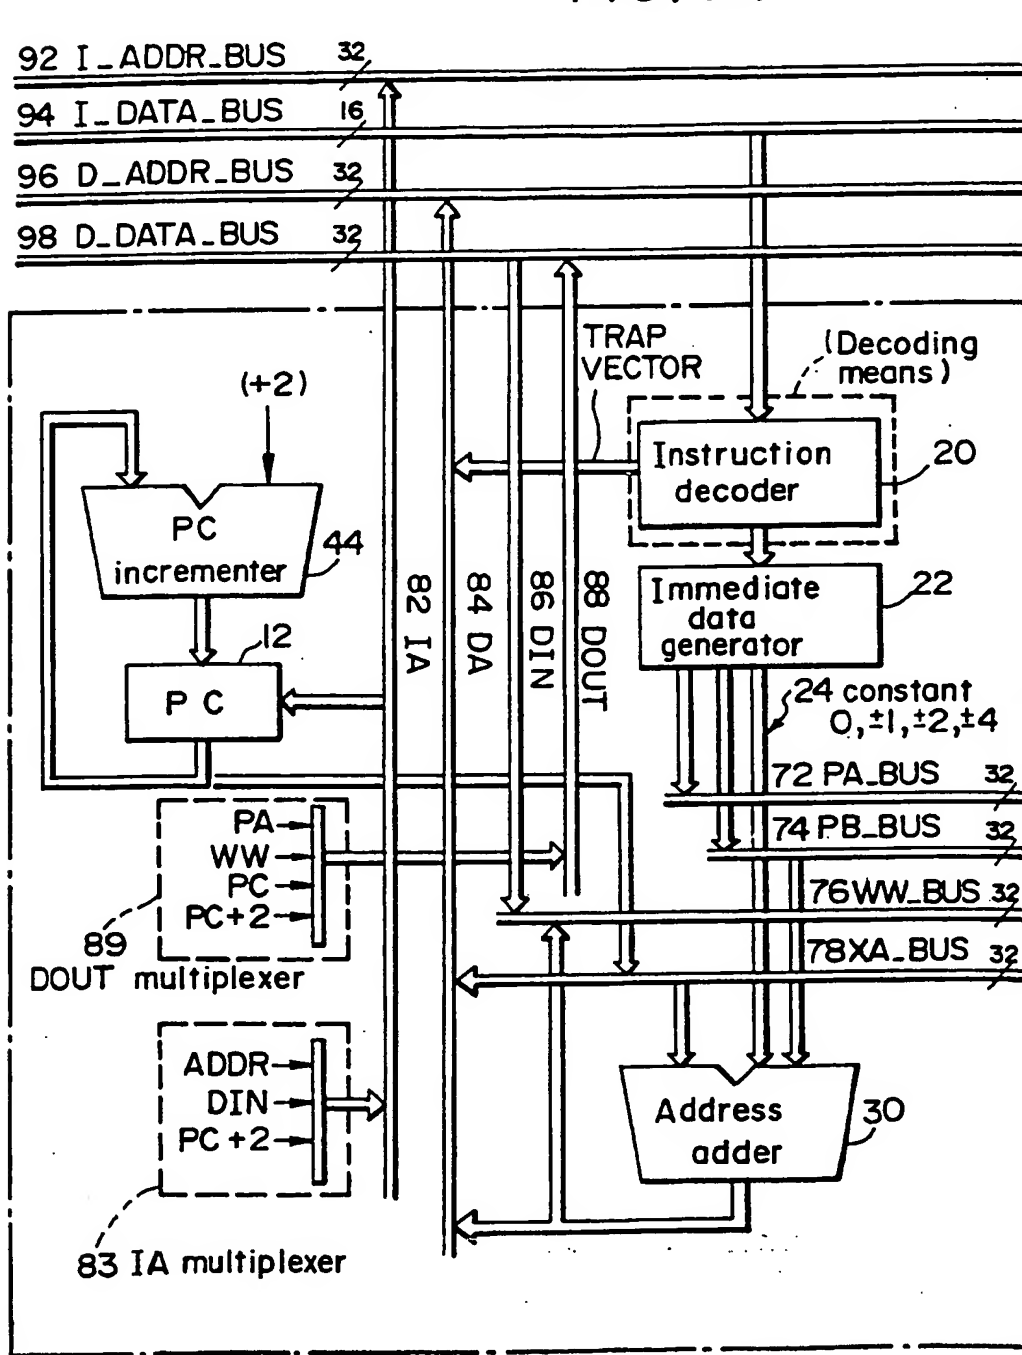 92 I_ADDR_BUS 32
94 I_DATA_BUS 16
96 D_ADDR_BUS 32
98 D_DATA_BUS 32
TRAP
VECTOR
(Decoding
means)
(+2)
Instruction
decoder
20
PC
incrementer
44
82 IA
84 DA
86 DIN
88 DOUT
Immediate
data
generator
22
12
PC
24 constant
0,±1,±2,±4
72 PA_BUS 32
74 PB_BUS 32
76 WW_BUS 32
78 XA_BUS 32
PA
WW
PC
PC+2
89
DOUT multiplexer
ADDR
DIN
PC+2
83 IA multiplexer
Address
adder
30